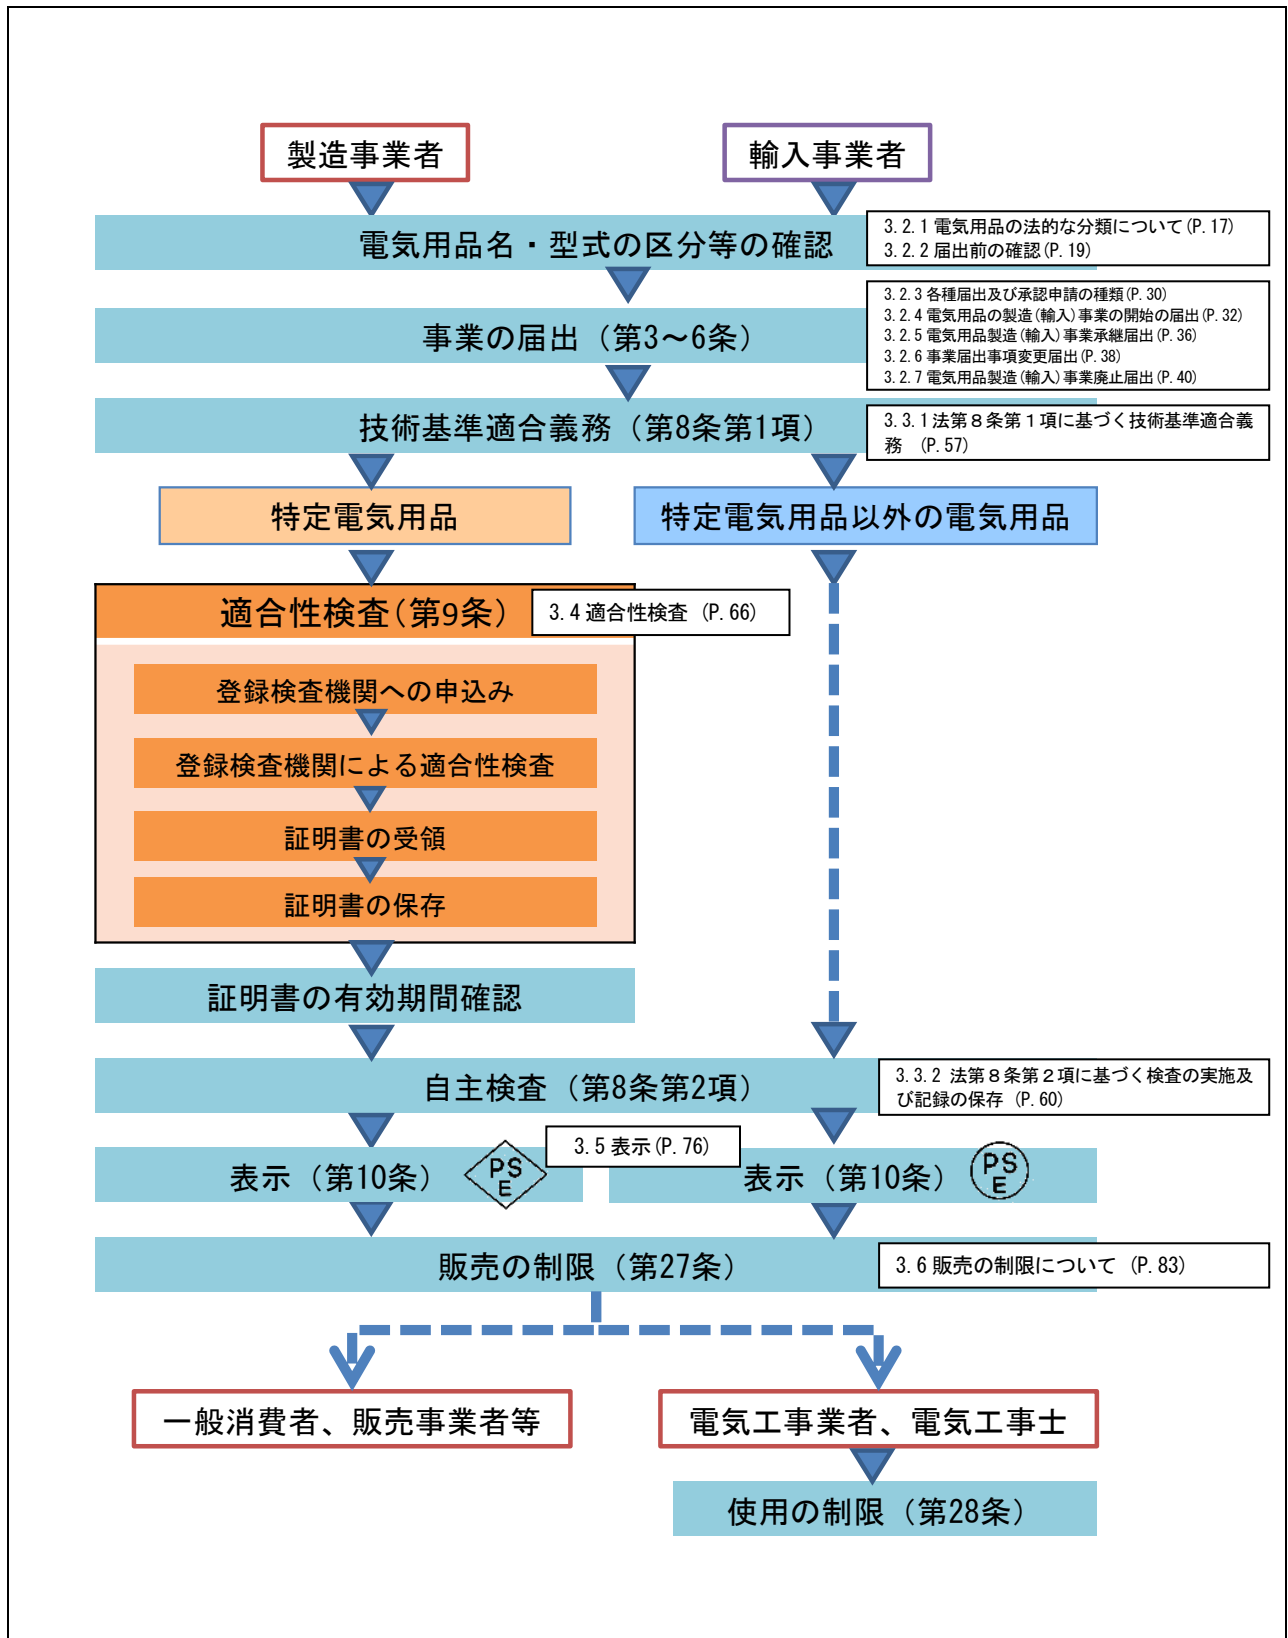 製造事業者
輸入事業者
電気用品名・型式の区分等の確認
3.2.1 電気用品の法的な分類について(P.17)
3.2.2 届出前の確認(P.19)
事業の届出（第3～6条）
3.2.3 各種届出及び承認申請の種類(P.30)
3.2.4 電気用品の製造(輸入)事業の開始の届出(P.32)
3.2.5 電気用品製造(輸入)事業承継届出(P.36)
3.2.6 事業届出事項変更届出(P.38)
3.2.7 電気用品製造(輸入)事業廃止届出(P.40)
技術基準適合義務（第8条第1項）
3.3.1 法第８条第１項に基づく技術基準適合義
務 (P.57)
特定電気用品
特定電気用品以外の電気用品
適合性検査(第9条)
3.4 適合性検査 (P.66)
登録検査機関への申込み
登録検査機関による適合性検査
証明書の受領
証明書の保存
証明書の有効期間確認
自主検査（第8条第2項）
3.3.2 法第８条第２項に基づく検査の実施及
び記録の保存 (P.60)
3.5 表示(P.76)
表示（第10条）
PS
E
表示（第10条）
PS
E
販売の制限（第27条）
3.6 販売の制限について (P.83)
一般消費者、販売事業者等
電気工事業者、電気工事士
使用の制限（第28条）